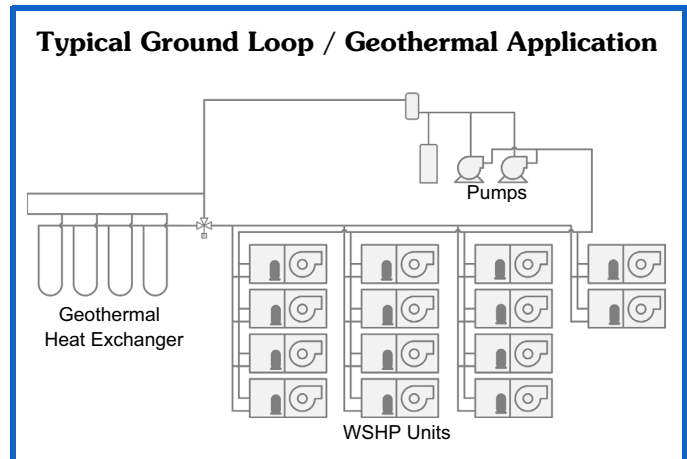 Typical Ground Loop / Geothermal Application
Pumps
Geothermal
Heat Exchanger
WSHP Units